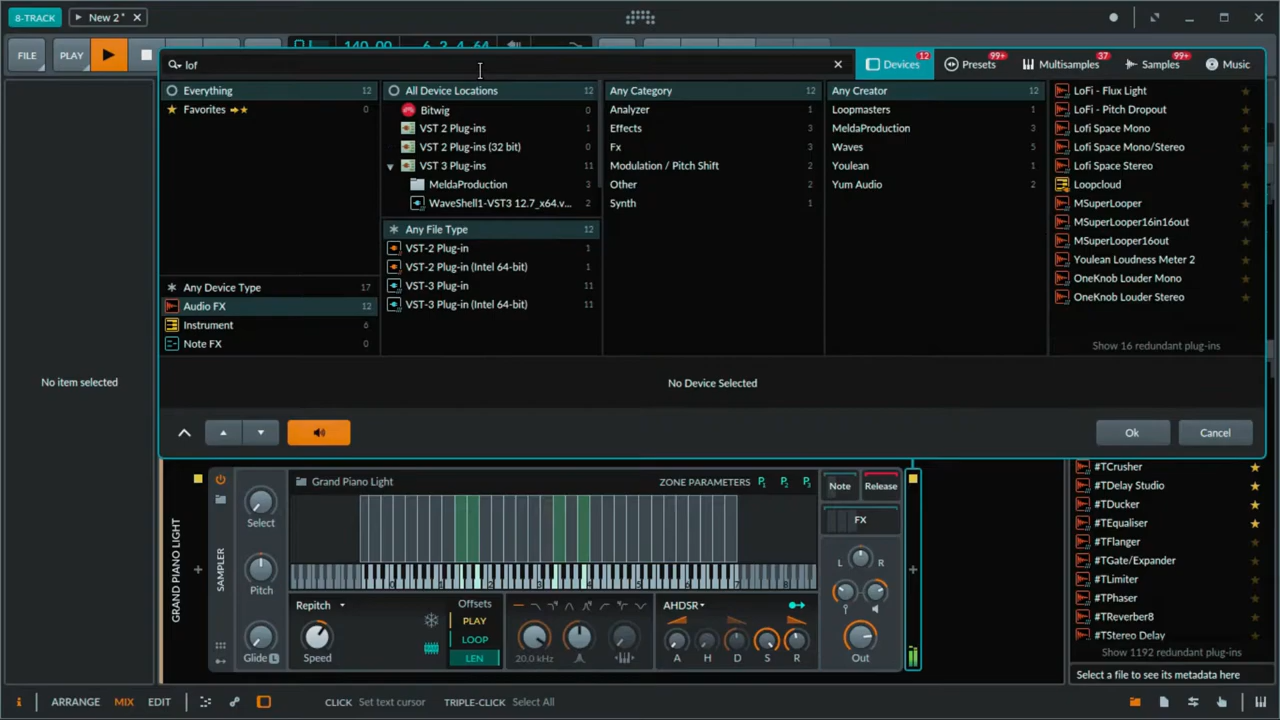 8-TRACK
New 2 *
FILE
PLAY
140.00
6.2.4.64
lof
Devices
12
Presets
99+
Multisamples
37
Samples
99+
Music
Everything
12
Favorites
0
Any Device Type
17
Audio FX
12
Instrument
6
Note FX
0
All Device Locations
12
Bitwig
0
VST 2 Plug-ins
1
VST 2 Plug-ins (32 bit)
0
VST 3 Plug-ins
11
MeldaProduction
3
WaveShell1-VST3 12.7_x64.v...
2
Any File Type
12
VST-2 Plug-in
1
VST-2 Plug-in (Intel 64-bit)
1
VST-3 Plug-in
11
VST-3 Plug-in (Intel 64-bit)
11
Any Category
12
Analyzer
1
Effects
3
Fx
3
Modulation / Pitch Shift
2
Other
2
Synth
1
Any Creator
12
Loopmasters
1
MeldaProduction
3
Waves
5
Youlean
1
Yum Audio
2
LoFi - Flux Light
LoFi - Pitch Dropout
Lofi Space Mono
Lofi Space Mono/Stereo
Lofi Space Stereo
Loopcloud
MSuperLooper
MSuperLooper16in16out
MSuperLooper16out
Youlean Loudness Meter 2
OneKnob Louder Mono
OneKnob Louder Stereo
Show 16 redundant plug-ins
No item selected
No Device Selected
Ok
Cancel
GRAND PIANO LIGHT
SAMPLER
Select
Pitch
Glide
L
Grand Piano Light
ZONE PARAMETERS
P1
P2
P3
Note
Release
FX
L
R
Out
Repitch
Speed
Offsets
PLAY
LOOP
LEN
20.0 kHz
AHDSR
A
H
D
S
R
#TCrusher
#TDelay Studio
#TDucker
#TEqualiser
#TFlanger
#TGate/Expander
#TLimiter
#TPhaser
#TReverber8
#TStereo Delay
Show 1192 redundant plug-ins
Select a file to see its metadata here
i
ARRANGE
MIX
EDIT
CLICK
Set text cursor
TRIPLE-CLICK
Select All